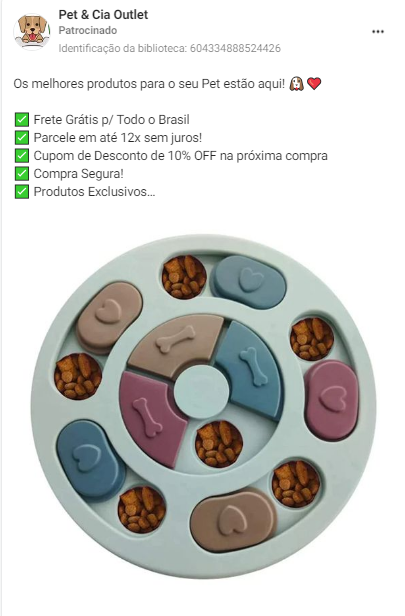 Pet & Cia Outlet
Patrocinado
Identificação da biblioteca: 604334888524426
Os melhores produtos para o seu Pet estão aqui! 🐶❤️
✅ Frete Grátis p/ Todo o Brasil
✅ Parcele em até 12x sem juros!
✅ Cupom de Desconto de 10% OFF na próxima compra
✅ Compra Segura!
✅ Produtos Exclusivos...